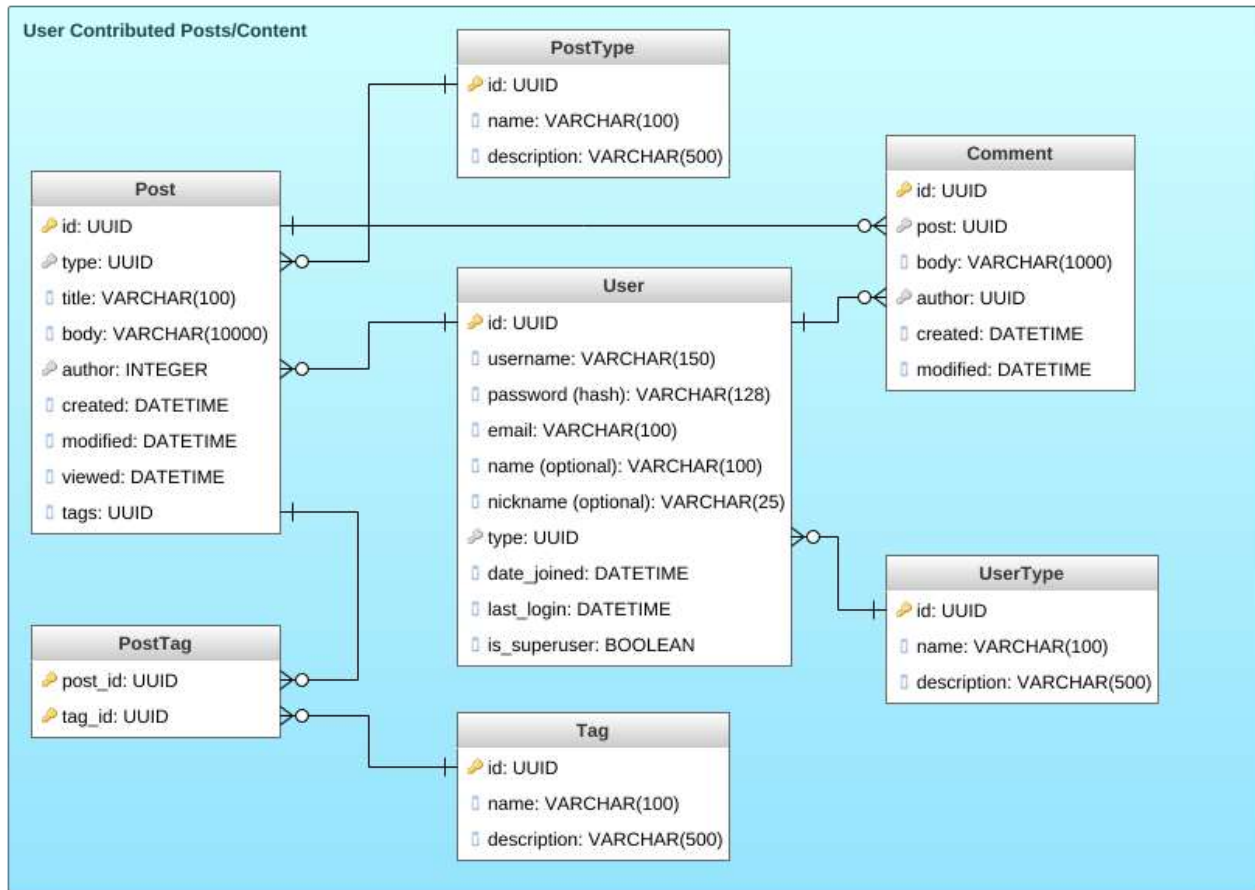 User Contributed Posts/Content
PostType
id: UUID
name: VARCHAR(100)
description: VARCHAR(500)
Comment
id: UUID
post: UUID
body: VARCHAR(1000)
author: UUID
created: DATETIME
modified: DATETIME
Post
id: UUID
type: UUID
title: VARCHAR(100)
body: VARCHAR(10000)
author: INTEGER
created: DATETIME
modified: DATETIME
viewed: DATETIME
tags: UUID
User
id: UUID
username: VARCHAR(150)
password (hash): VARCHAR(128)
email: VARCHAR(100)
name (optional): VARCHAR(100)
nickname (optional): VARCHAR(25)
type: UUID
date_joined: DATETIME
last_login: DATETIME
is_superuser: BOOLEAN
UserType
id: UUID
name: VARCHAR(100)
description: VARCHAR(500)
PostTag
post_id: UUID
tag_id: UUID
Tag
id: UUID
name: VARCHAR(100)
description: VARCHAR(500)